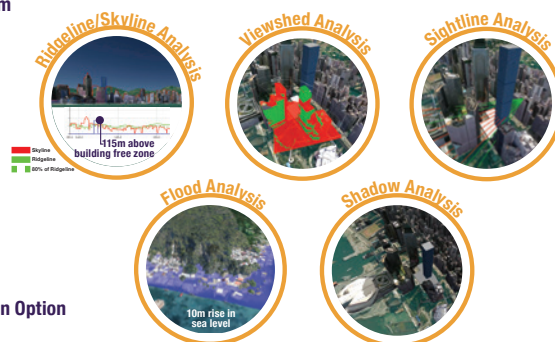 m
Ridgeline/Skyline Analysis
Viewshed Analysis
Sightline Analysis
115m above
building free zone
Skyline
Ridgeline
80% of Ridgeline
Flood Analysis
Shadow Analysis
10m rise in
sea level
n Option